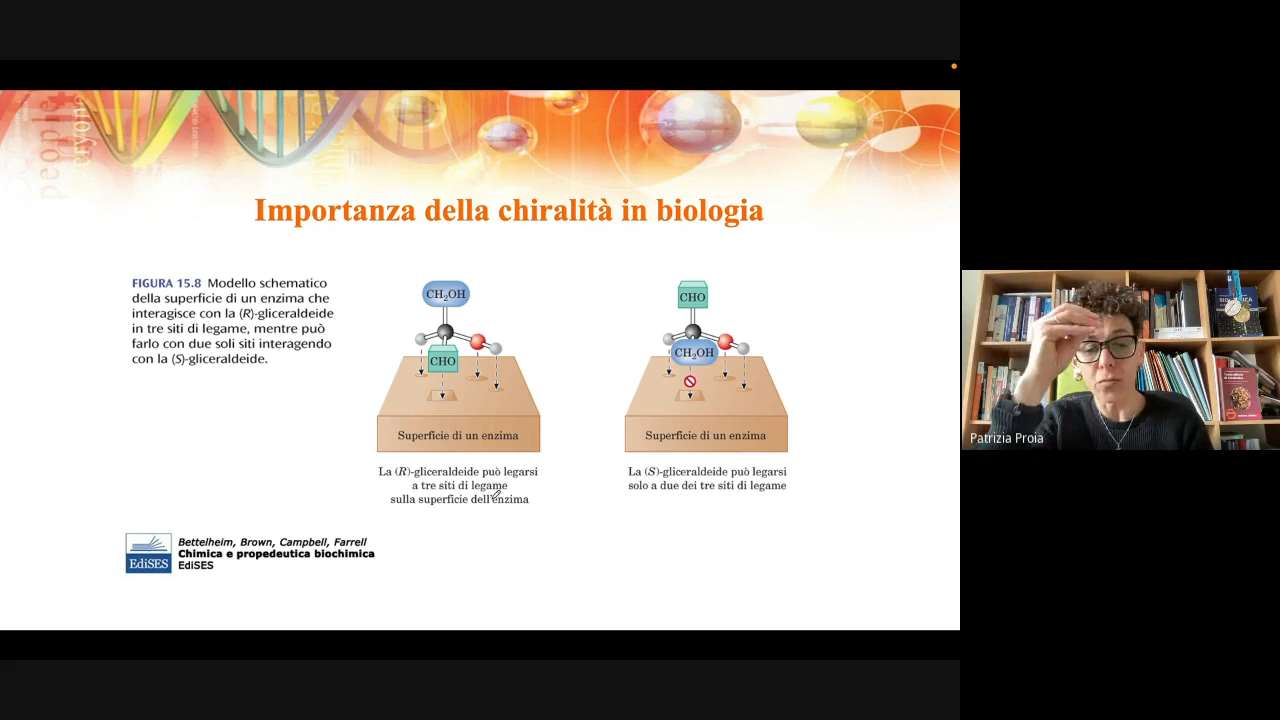 people
eryon
Importanza della chiralità in biologia
FIGURA 15.8 Modello schematico
della superficie di un enzima che
interagisce con la (R)-gliceraldeide
in tre siti di legame, mentre può
farlo con due soli siti interagendo
con la (S)-gliceraldeide.
CH₂OH
CHO
Superficie di un enzima
La (R)-gliceraldeide può legarsi
a tre siti di legame
sulla superficie dell'enzima
CHO
CH₂OH
Superficie di un enzima
La (S)-gliceraldeide può legarsi
solo a due dei tre siti di legame
EdiSES
Bettelheim, Brown, Campbell, Farrell
Chimica e propedeutica biochimica
EdiSES
Patrizia Proia